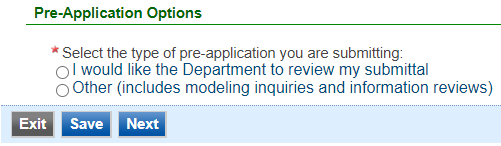 Pre-Application Options
* Select the type of pre-application you are submitting:
I would like the Department to review my submittal
Other (includes modeling inquiries and information reviews)
Exit Save Next